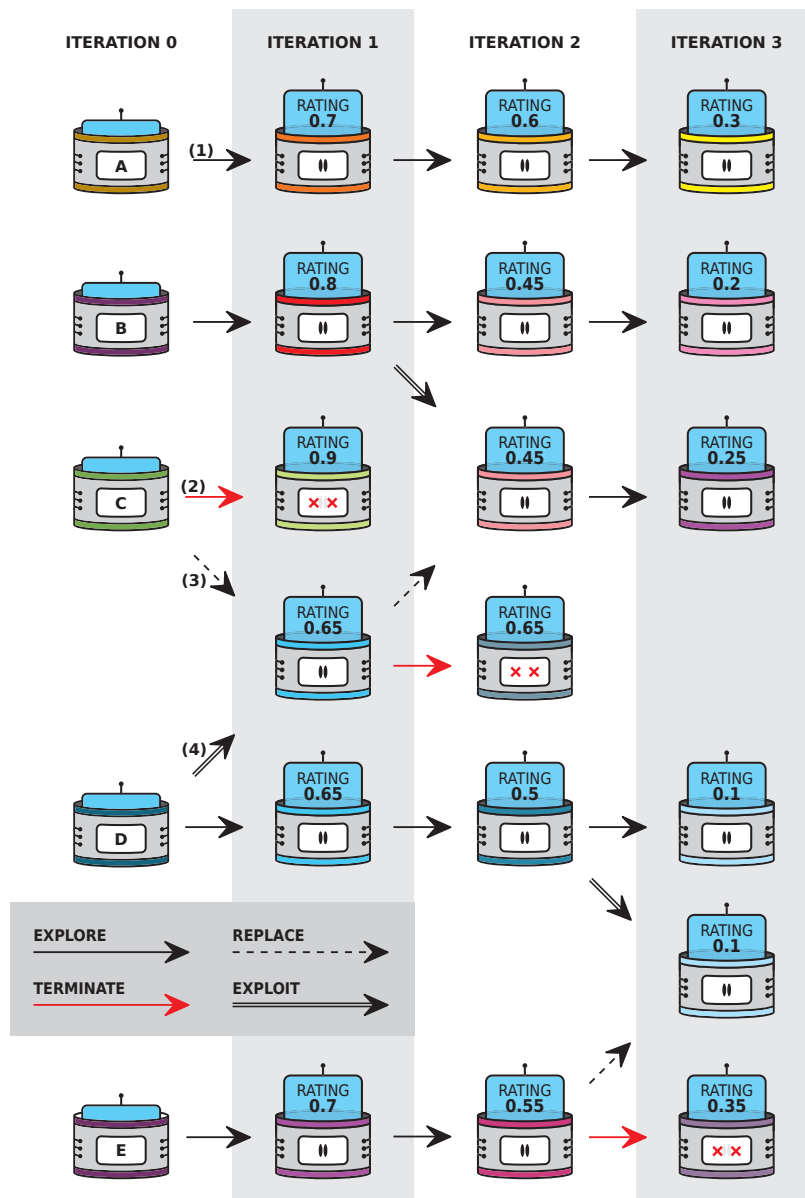 ITERATION 0 ITERATION 1 ITERATION 2 ITERATION 3
RATING 0.7
RATING 0.6
RATING 0.3
A
(1)
RATING 0.8
RATING 0.45
RATING 0.2
B
RATING 0.9
RATING 0.45
RATING 0.25
C
(2)
(3)
RATING 0.65
RATING 0.65
(4)
RATING 0.65
RATING 0.5
RATING 0.1
D
EXPLORE
REPLACE
TERMINATE
EXPLOIT
RATING 0.1
RATING 0.7
RATING 0.55
RATING 0.35
E